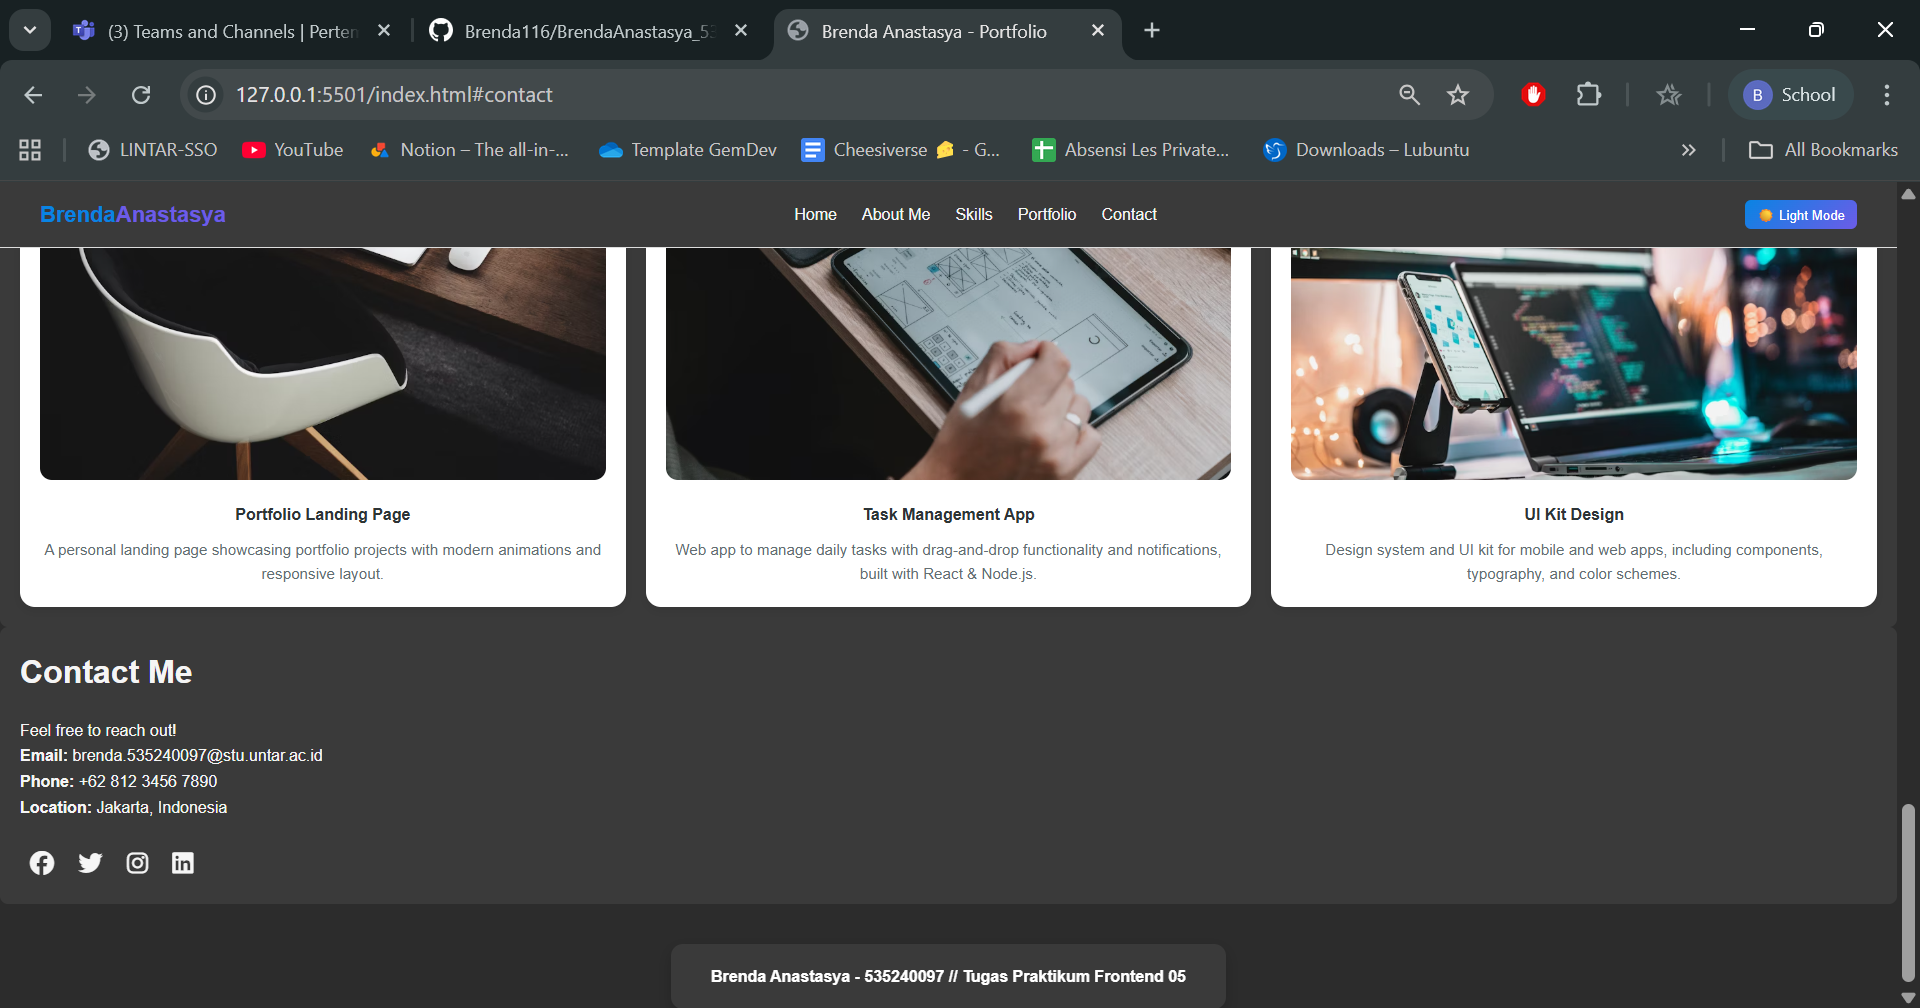 (3) Teams and Channels | Perten
Brenda116/BrendaAnastasya_53
Brenda Anastasya - Portfolio
127.0.0.1:5501/index.html#contact
B School
LINTAR-SSO
YouTube
Notion – The all-in-...
Template GemDev
Cheesiverse 🧀 - G...
Absensi Les Private...
Downloads – Lubuntu
All Bookmarks
BrendaAnastasya
Home About Me Skills Portfolio Contact
Light Mode
Portfolio Landing Page
A personal landing page showcasing portfolio projects with modern animations and
responsive layout.
Task Management App
Web app to manage daily tasks with drag-and-drop functionality and notifications,
built with React & Node.js.
UI Kit Design
Design system and UI kit for mobile and web apps, including components,
typography, and color schemes.
Contact Me
Feel free to reach out!
Email: brenda.535240097@stu.untar.ac.id
Phone: +62 812 3456 7890
Location: Jakarta, Indonesia
Brenda Anastasya - 535240097 // Tugas Praktikum Frontend 05